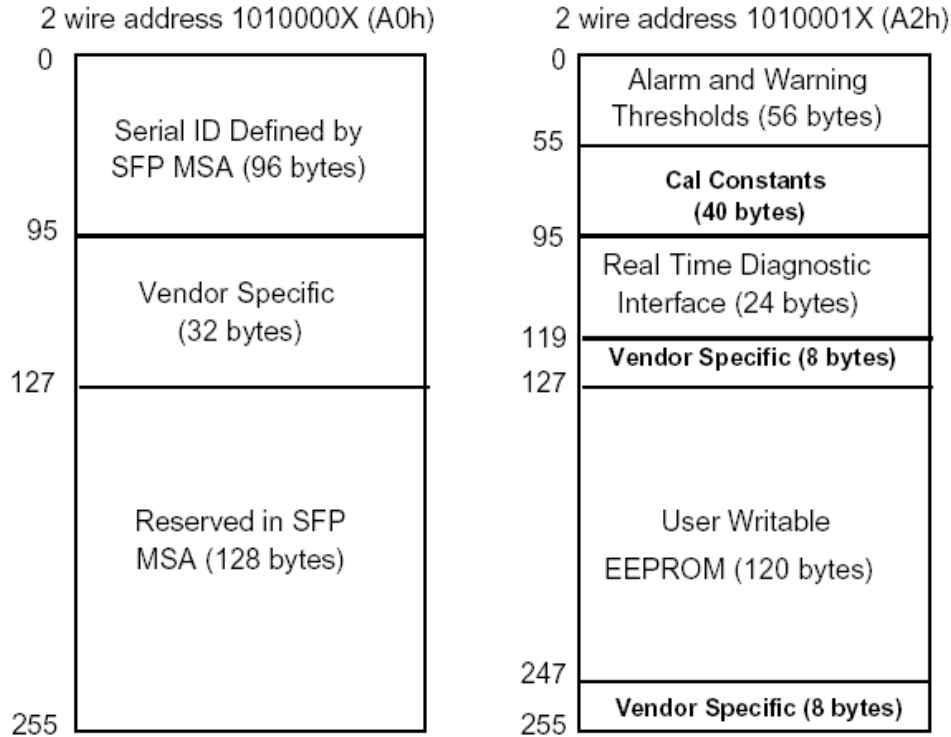 2 wire address 1010000X (A0h)
0
Serial ID Defined by
SFP MSA (96 bytes)
95
Vendor Specific
(32 bytes)
127
Reserved in SFP
MSA (128 bytes)
255
2 wire address 1010001X (A2h)
0
Alarm and Warning
Thresholds (56 bytes)
55
Cal Constants
(40 bytes)
95
Real Time Diagnostic
Interface (24 bytes)
119
Vendor Specific (8 bytes)
127
User Writable
EEPROM (120 bytes)
247
Vendor Specific (8 bytes)
255